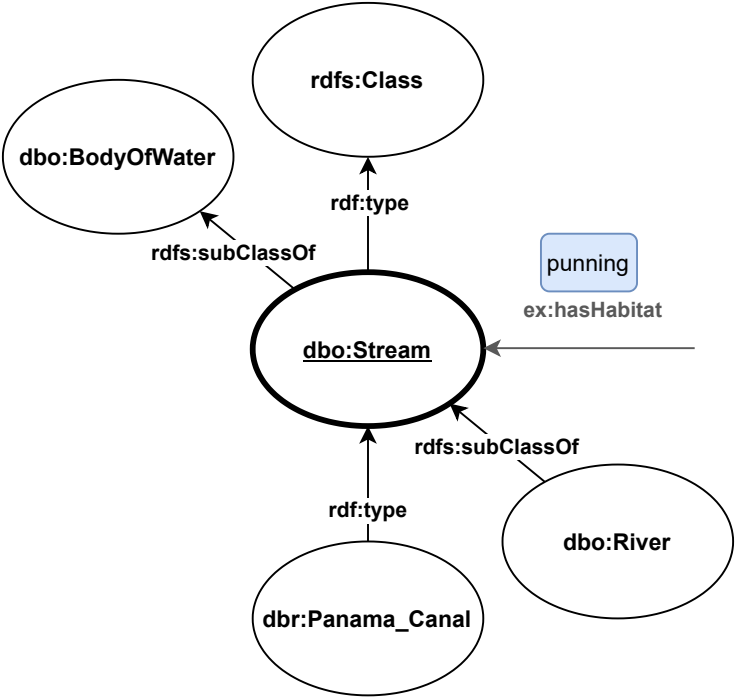 rdfs:Class
dbo:BodyOfWater
rdf:type
rdfs:subClassOf
punning
ex:hasHabitat
dbo:Stream
rdfs:subClassOf
rdf:type
dbo:River
dbr:Panama_Canal